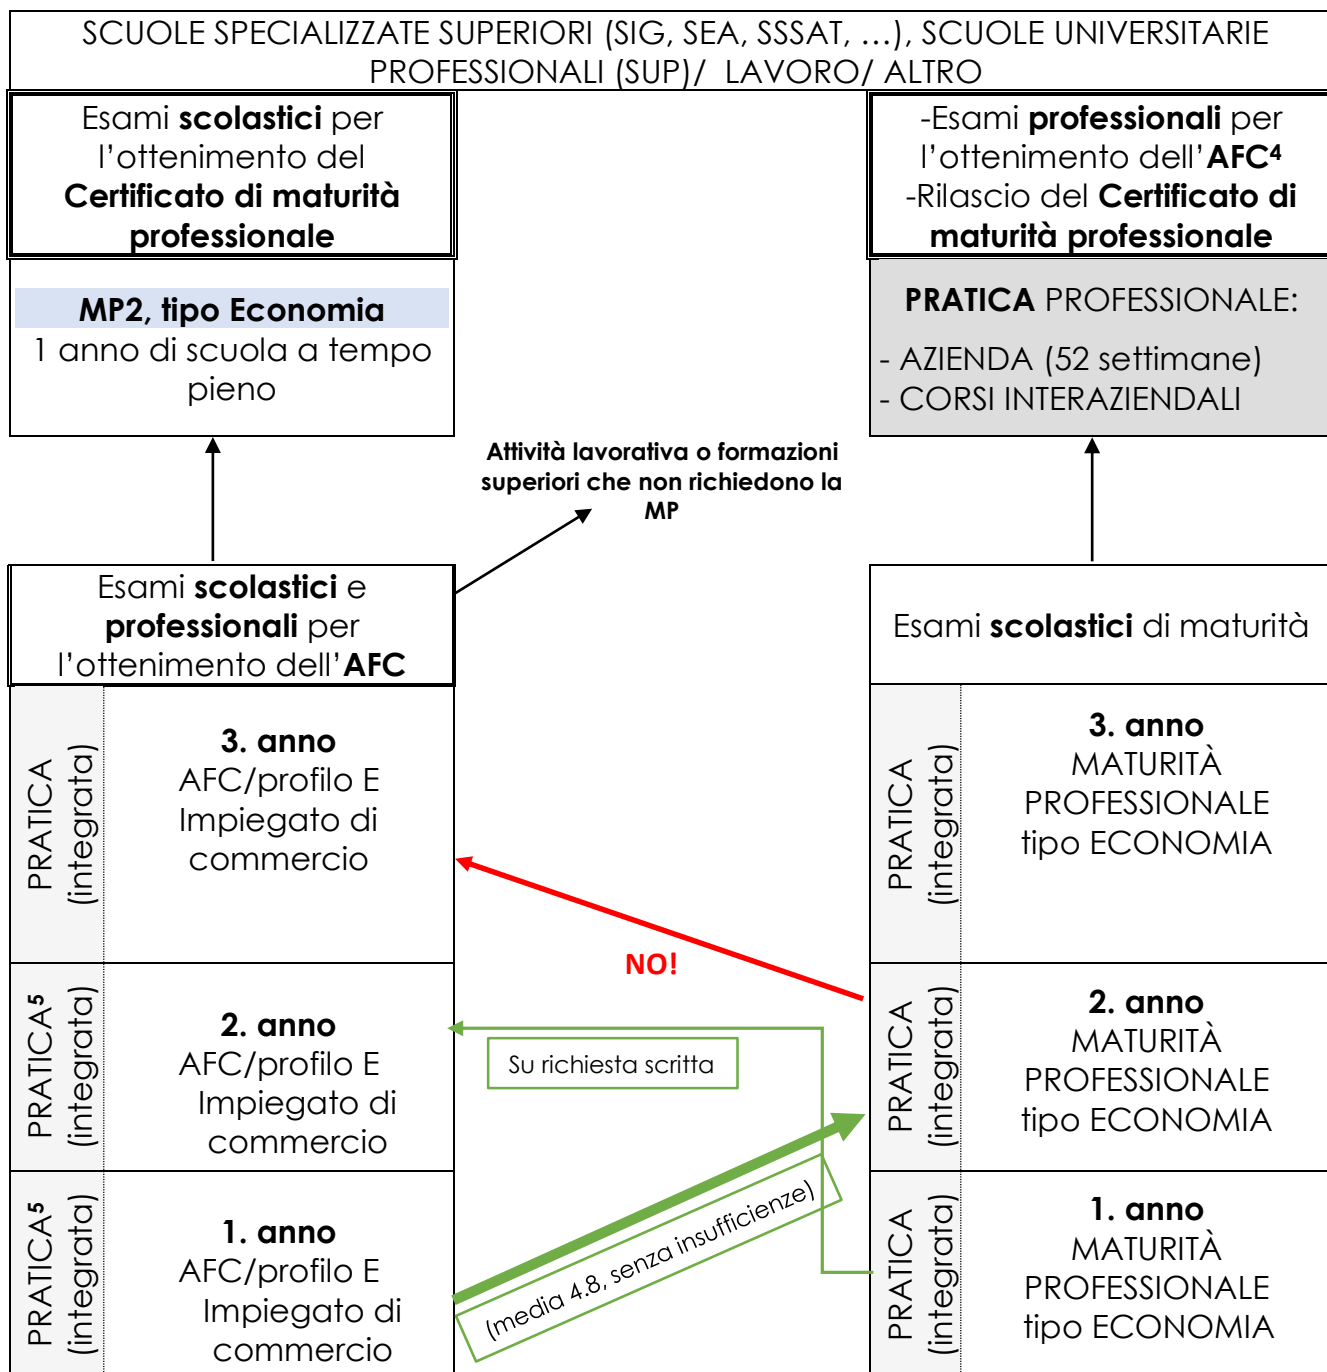 SCUOLE SPECIALIZZATE SUPERIORI (SIG, SEA, SSSAT, …), SCUOLE UNIVERSITARIE
PROFESSIONALI (SUP)/ LAVORO/ ALTRO
Esami scolastici per
l’ottenimento del
Certificato di maturità
professionale
-Esami professionali per
l’ottenimento dell’AFC⁴
-Rilascio del Certificato di
maturità professionale
MP2, tipo Economia
1 anno di scuola a tempo
pieno
PRATICA PROFESSIONALE:
- AZIENDA (52 settimane)
- CORSI INTERAZIENDALI
Attività lavorativa o formazioni
superiori che non richiedono la
MP
Esami scolastici e
professionali per
l’ottenimento dell’AFC
Esami scolastici di maturità
PRATICA
(integrata)
3. anno
AFC/profilo E
Impiegato di
commercio
PRATICA
(integrata)
3. anno
MATURITÀ
PROFESSIONALE
tipo ECONOMIA
NO!
PRATICA⁵
(integrata)
2. anno
AFC/profilo E
Impiegato di
commercio
Su richiesta scritta
PRATICA
(integrata)
2. anno
MATURITÀ
PROFESSIONALE
tipo ECONOMIA
PRATICA⁵
(integrata)
1. anno
AFC/profilo E
Impiegato di
commercio
(media 4.8, senza insufficienze)
PRATICA
(integrata)
1. anno
MATURITÀ
PROFESSIONALE
tipo ECONOMIA